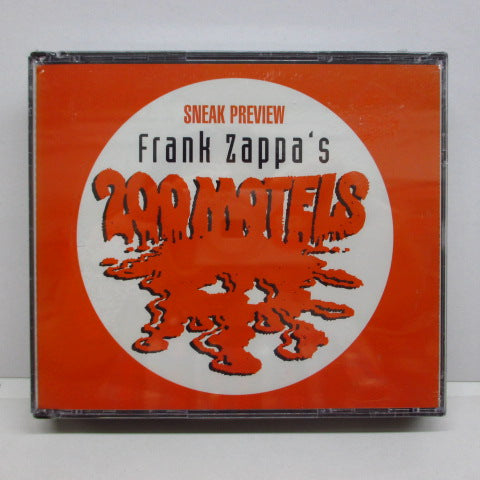 SNEAK PREVIEW
Frank Zappa's
200 MOTELS